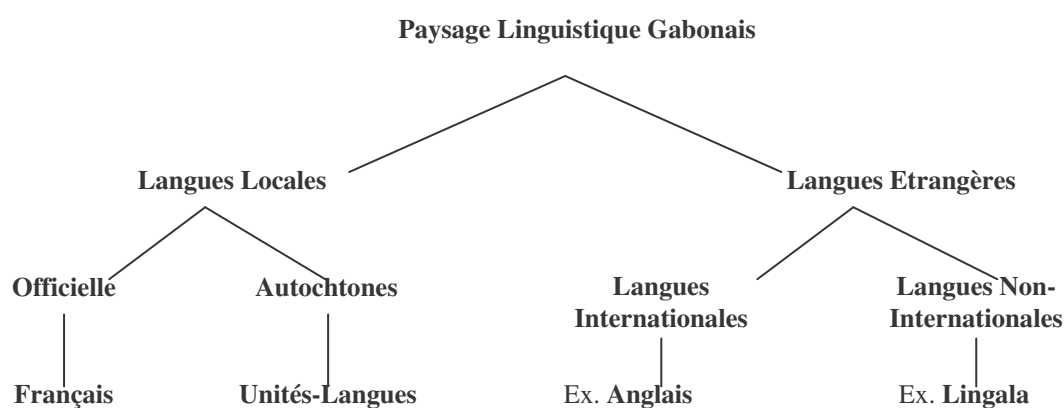 Paysage Linguistique Gabonais
Langues Locales
Langues Etrangères
Officielle
Autochtones
Langues
Internationales
Langues Non-
Internationales
Français
Unités-Langues
Ex. Anglais
Ex. Lingala